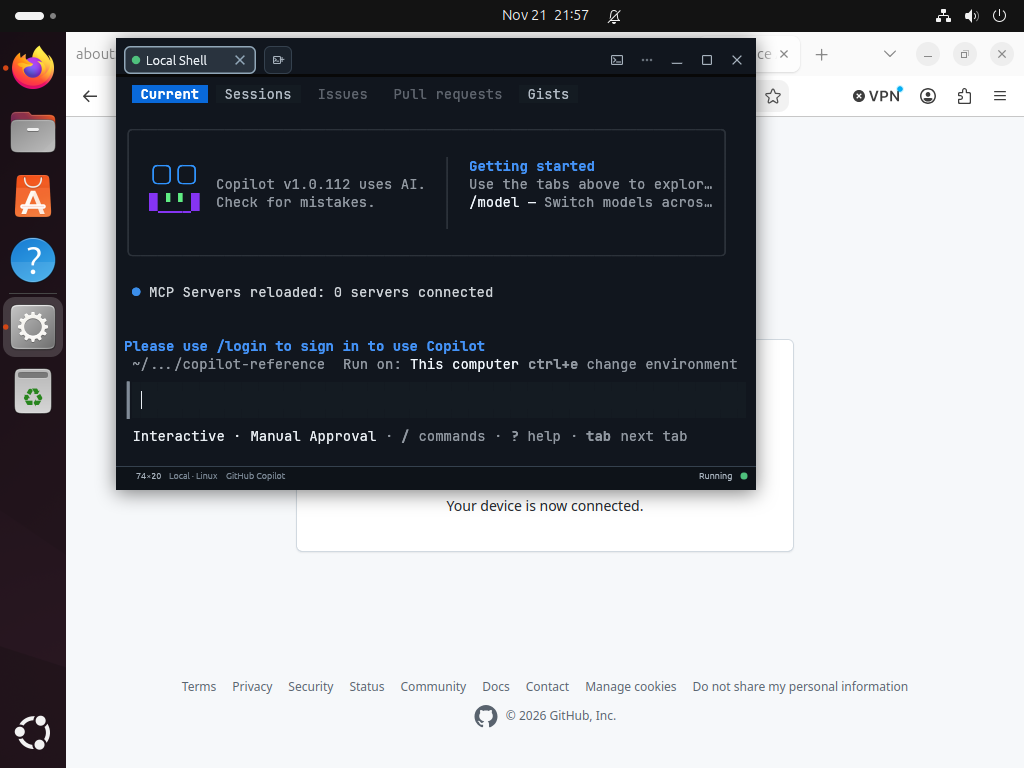 Nov 21 21:57
about
Local Shell
ce
VPN
Current Sessions Issues Pull requests Gists
Copilot v1.0.112 uses AI.
Check for mistakes.
Getting started
Use the tabs above to explor…
/model — Switch models acros…
MCP Servers reloaded: 0 servers connected
Please use /login to sign in to use Copilot
~/.../copilot-reference Run on: This computer ctrl+e change environment
Interactive · Manual Approval · / commands · ? help · tab next tab
74×20 Local · Linux GitHub Copilot Running
Your device is now connected.
Terms Privacy Security Status Community Docs Contact Manage cookies Do not share my personal information
© 2026 GitHub, Inc.